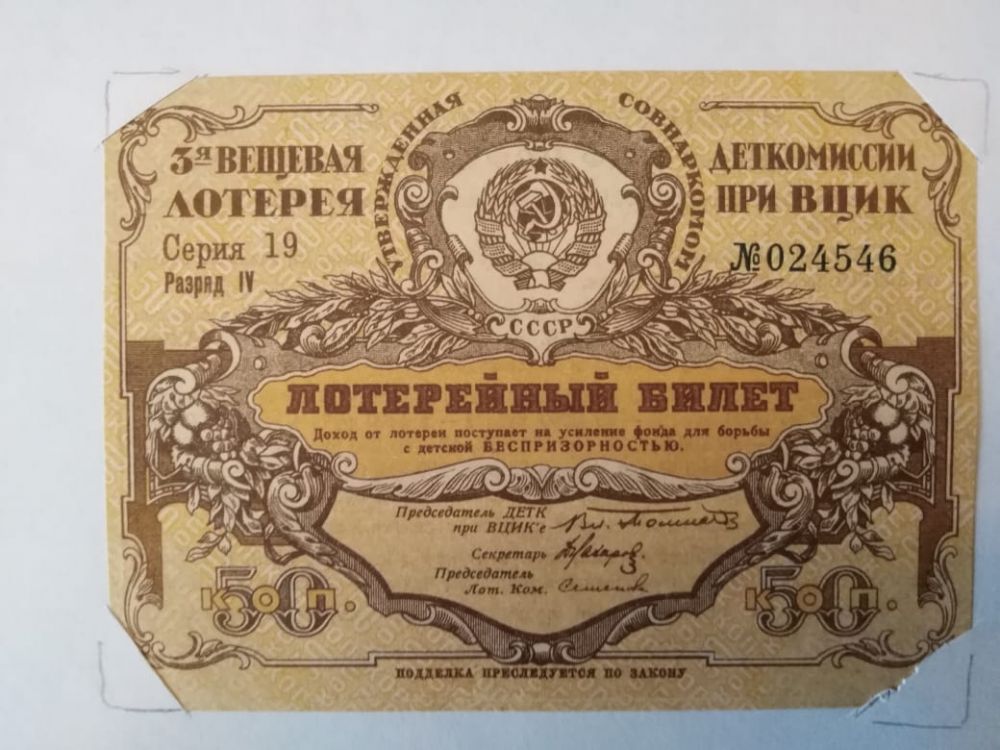 3я ВЕЩЕВАЯ
ЛОТЕРЕЯ
Серия 19
Разряд IV
УТВЕРЖДЕННАЯ СОВНАРКОМОМ
СССР
ДЕТКОМИССИИ
ПРИ ВЦИК
№024546
ЛОТЕРЕЙНЫЙ БИЛЕТ
Доход от лотереи поступает на усиление фонда для борьбы
с детской БЕСПРИЗОРНОСТЬЮ.
Председатель ДЕТК
при ВЦИК'е
Секретарь
Председатель
Лот. Ком. Семенов
50 КОП.
50 КОП.
ПОДДЕЛКА ПРЕСЛЕДУЕТСЯ ПО ЗАКОНУ